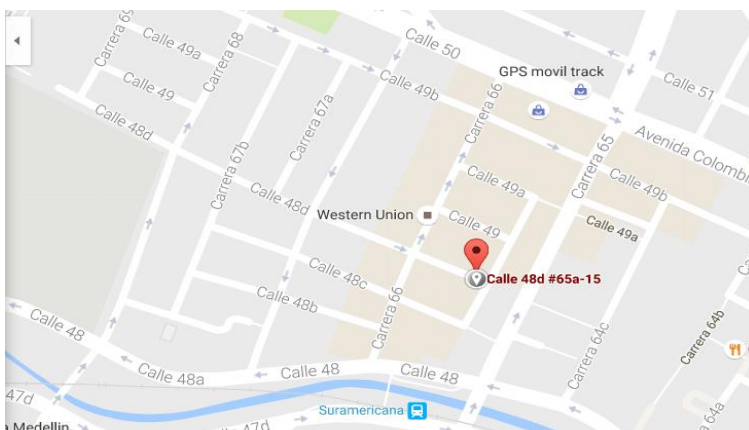 Carrera 69
Calle 49a
Carrera 68
Calle 50
GPS movil track
Calle 51
Calle 49
Calle 49b
Carrera 66
Carrera 67a
Calle 48d
Carrera 67b
Carrera 65
Avenida Colombi
Calle 49a
Calle 49b
Calle 48d
Western Union
Calle 49
Calle 49a
Calle 48c
Calle 48d #65a-15
Calle 48b
Calle 48
Carrera 66
Carrera 64c
Carrera 64b
Calle 48a
Calle 48
Calle 48
47d
Suramericana
64a
a Medellin
47d